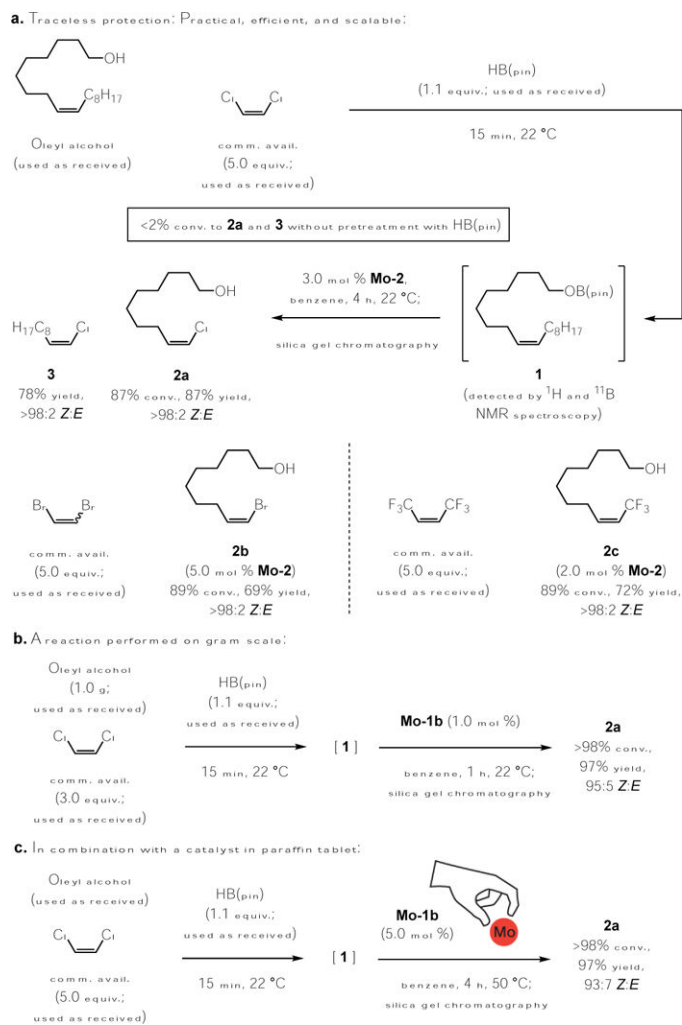 a. Traceless protection: Practical, efficient, and scalable:
OH
C8H17
Cl Cl
HB(pin)
(1.1 equiv.; used as received)
15 min, 22 °C
Oleyl alcohol
(used as received)
comm. avail.
(5.0 equiv.;
used as received)
<2% conv. to 2a and 3 without pretreatment with HB(pin)
H17C8 Cl
3
78% yield,
>98:2 Z:E
OH
Cl
2a
87% conv., 87% yield,
>98:2 Z:E
3.0 mol % Mo-2,
benzene, 4 h, 22 °C;
silica gel chromatography
OB(pin)
C8H17
1
(detected by 1H and 11B
NMR spectroscopy)
Br Br
comm. avail.
(5.0 equiv.;
used as received)
OH
Br
2b
(5.0 mol % Mo-2)
89% conv., 69% yield,
>98:2 Z:E
F3C CF3
comm. avail.
(5.0 equiv.;
used as received)
OH
CF3
2c
(2.0 mol % Mo-2)
89% conv., 72% yield,
>98:2 Z:E
b. A reaction performed on gram scale:
Oleyl alcohol
(1.0 g;
used as received)
Cl Cl
comm. avail.
(3.0 equiv.;
used as received)
HB(pin)
(1.1 equiv.;
used as received)
15 min, 22 °C
[ 1 ]
Mo-1b (1.0 mol %)
benzene, 1 h, 22 °C;
silica gel chromatography
2a
>98% conv.,
97% yield,
95:5 Z:E
c. In combination with a catalyst in paraffin tablet:
Oleyl alcohol
(used as received)
Cl Cl
comm. avail.
(5.0 equiv.;
used as received)
HB(pin)
(1.1 equiv.;
used as received)
15 min, 22 °C
[ 1 ]
Mo-1b
(5.0 mol %)
Mo
benzene, 4 h, 50 °C;
silica gel chromatography
2a
>98% conv.,
97% yield,
93:7 Z:E